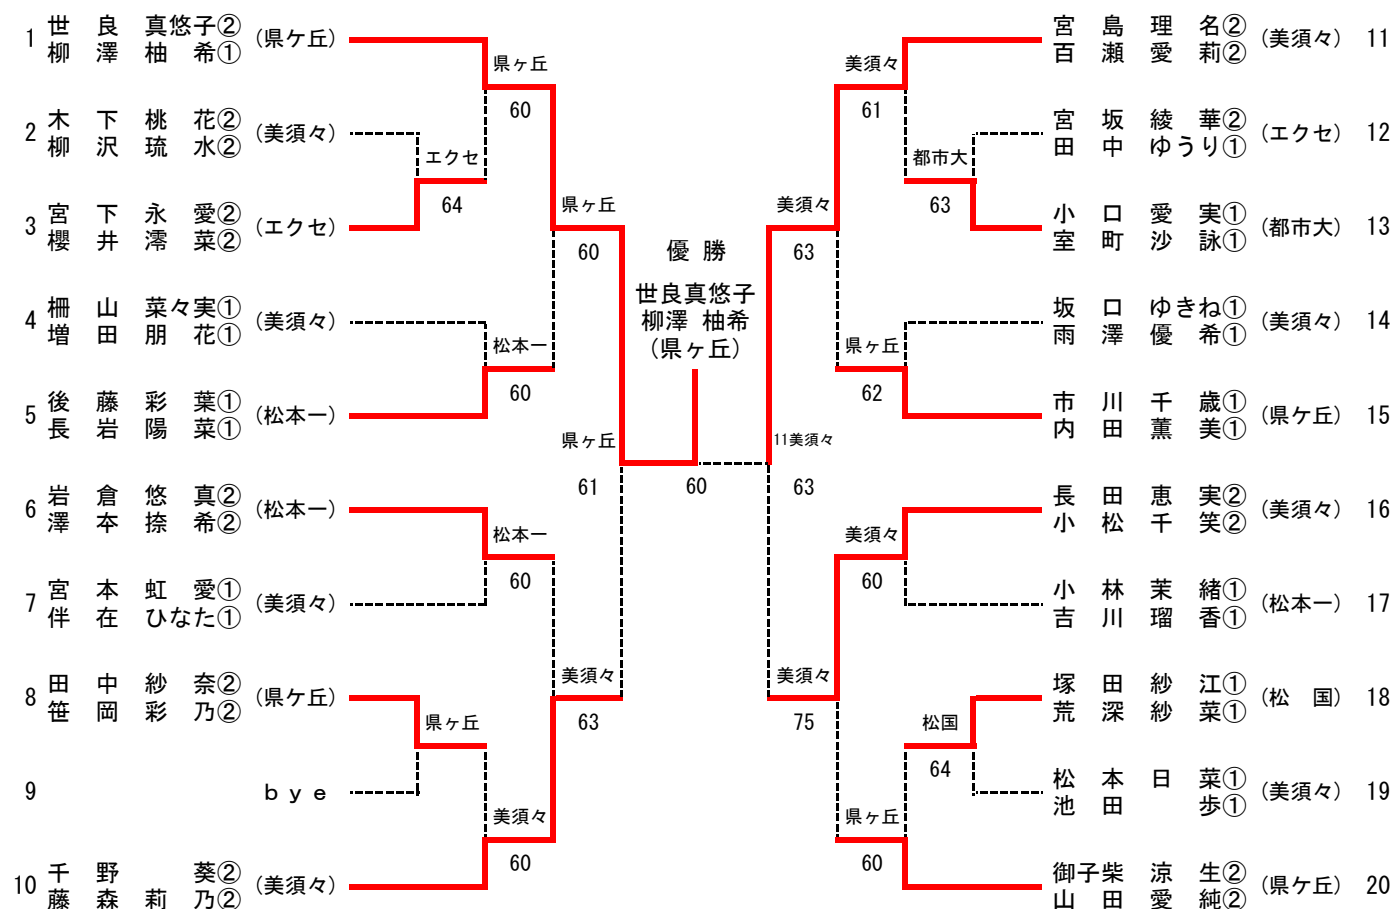 1 世良 真悠子② (県ケ丘)
柳澤 柚希①
2 木下 桃花② (美須々)
柳沢 琉水②
3 宮下 永愛② (エクセ)
櫻井 澪菜②
4 柵山 菜々実① (美須々)
増田 朋花①
5 後藤 彩葉① (松本一)
長岩 陽菜①
6 岩倉 悠真② (松本一)
澤本 捺希②
7 宮本 虹愛① (美須々)
伴在 ひなた①
8 田中 紗奈② (県ケ丘)
笹岡 彩乃②
9 bye
10 千野 葵② (美須々)
藤森 莉乃②
県ヶ丘
60
エクセ
64
県ヶ丘
60
松本一
60
県ヶ丘
61
松本一
60
美須々
63
県ヶ丘
美須々
60
優勝
世良真悠子
柳澤 柚希
(県ヶ丘)
60
美須々
61
都市大
63
美須々
63
県ヶ丘
62
11美須々
63
美須々
60
美須々
75
松国
64
県ヶ丘
60
宮島 理名② (美須々) 11
百瀬 愛莉②
宮坂 綾華② (エクセ) 12
田中 ゆうり①
小口 愛実① (都市大) 13
室町 沙詠①
坂口 ゆきね① (美須々) 14
雨澤 優希①
市川 千歳① (県ケ丘) 15
内田 薫美①
長田 恵実② (美須々) 16
小松 千笑②
小林 茉緒① (松本一) 17
吉川 瑠香①
塚田 紗江① (松 国) 18
荒深 紗菜①
松本 日菜① (美須々) 19
池田 歩①
御子柴 涼生② (県ケ丘) 20
山田 愛純②